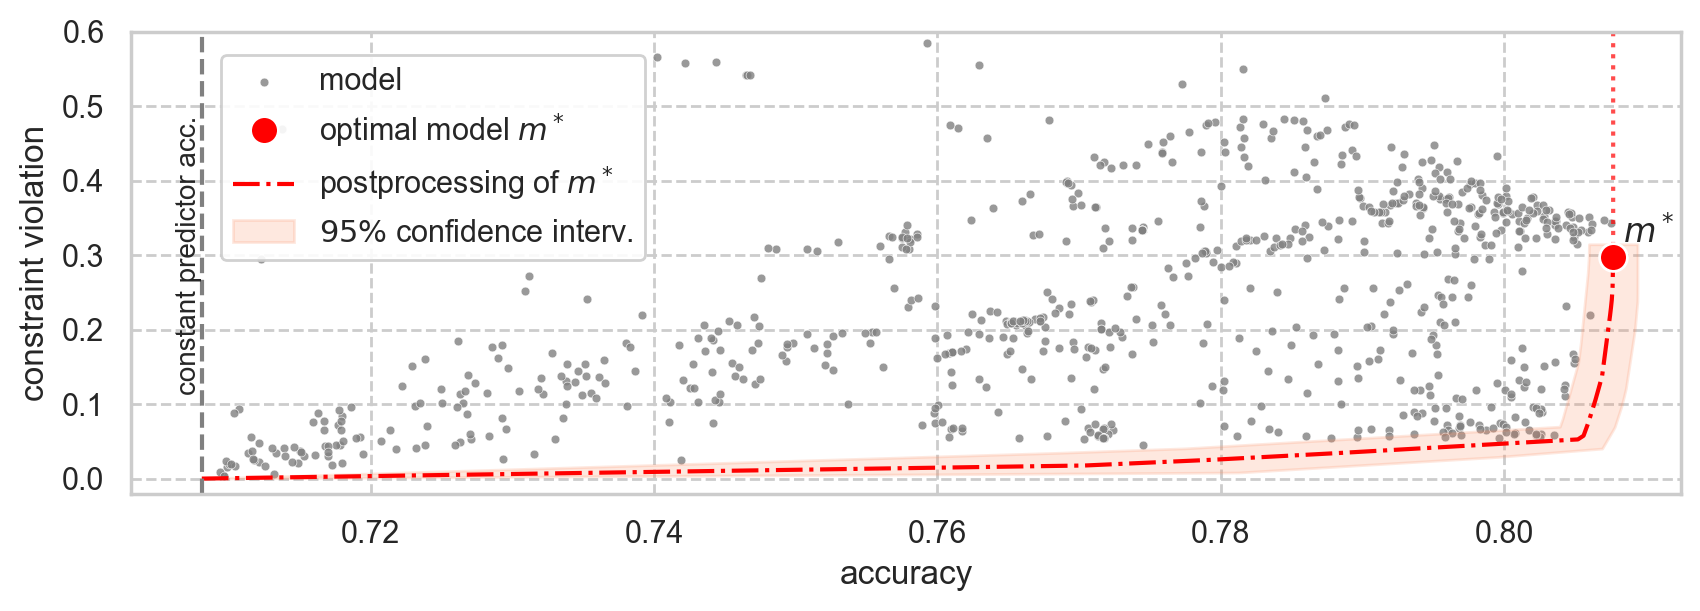 0.6
0.5
0.4
0.3
0.2
0.1
0.0
constraint violation
constant predictor acc.
model
optimal model m*
postprocessing of m*
95% confidence interv.
m*
0.72
0.74
0.76
0.78
0.80
accuracy